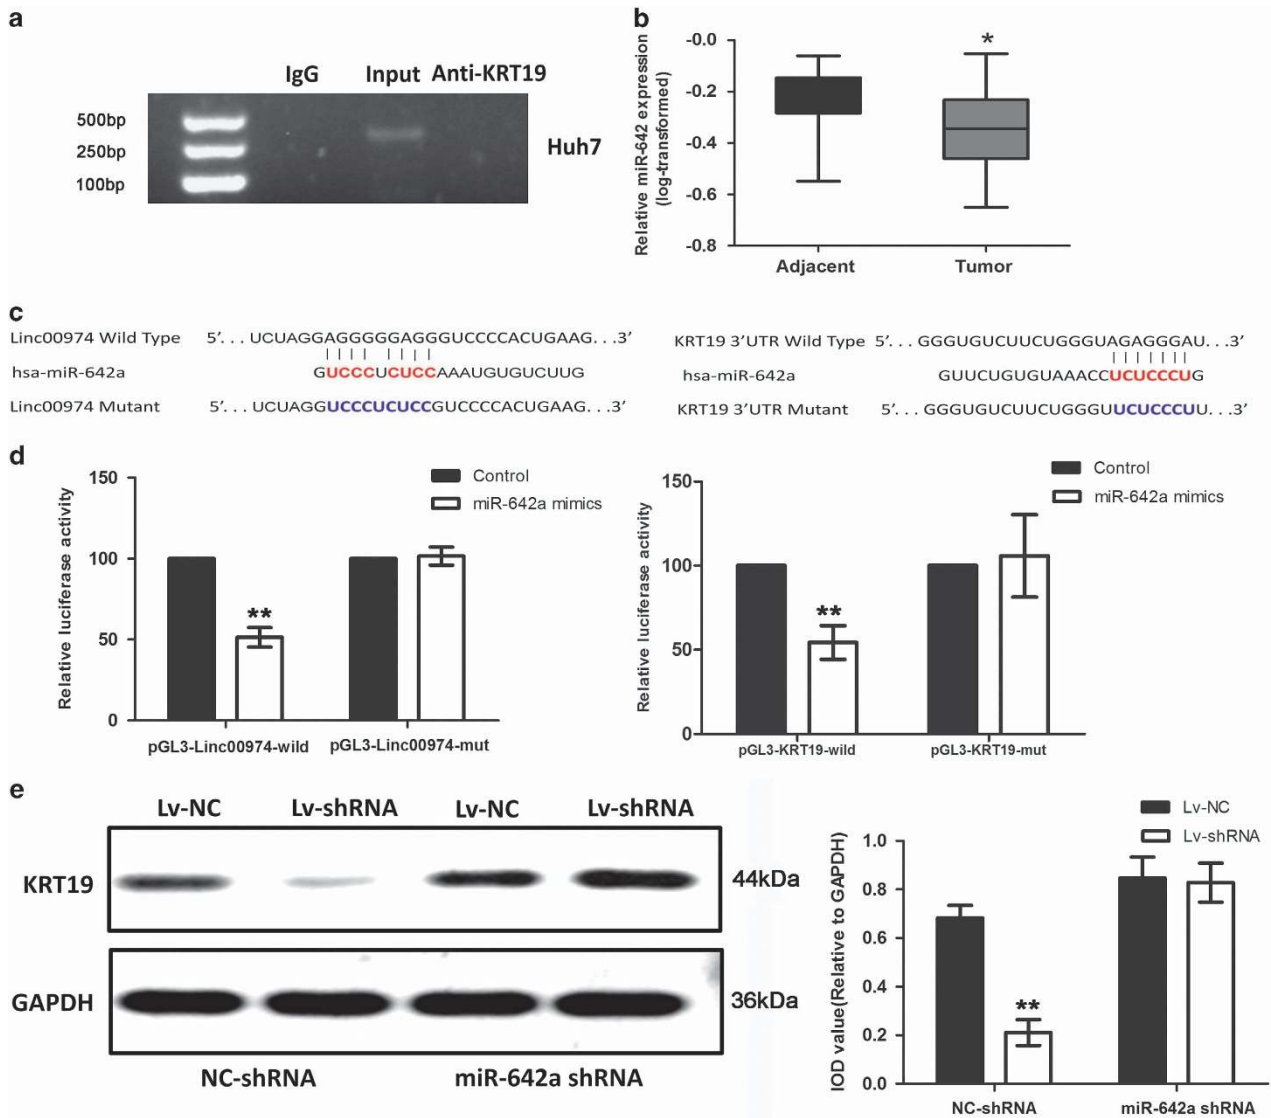 a
IgG Input Anti-KRT19
500bp
250bp
100bp
Huh7
b
Relative miR-642 expression
(log-transformed)
-0.0
-0.2
-0.4
-0.6
-0.8
*
Adjacent Tumor
c
Linc00974 Wild Type 5'. . . UCUAGGAGGGGGAGGGUCCCCACUGAAG. . .3'
hsa-miR-642a GUCCCUCUCCAAAUGUGUCUUG
Linc00974 Mutant 5'. . . UCUAGGUCCCUCUCCGUCCCCACUGAAG. . .3'
KRT19 3'UTR Wild Type 5'. . . GGGUGUCUUCUGGGUAGAGGGAU. . .3'
hsa-miR-642a GUUCUGUGUAAACCUCUCCCUG
KRT19 3'UTR Mutant 5'. . . GGGUGUCUUCUGGGUUCUCCCUU. . .3'
d
Relative luciferase activity
150
100
50
0
Control
miR-642a mimics
**
pGL3-Linc00974-wild pGL3-Linc00974-mut
Relative luciferase activity
150
100
50
0
Control
miR-642a mimics
**
pGL3-KRT19-wild pGL3-KRT19-mut
e
Lv-NC Lv-shRNA Lv-NC Lv-shRNA
KRT19 44kDa
GAPDH 36kDa
NC-shRNA miR-642a shRNA
IOD value(Relative to GAPDH)
1.0
0.8
0.6
0.4
0.2
0.0
Lv-NC
Lv-shRNA
**
NC-shRNA miR-642a shRNA